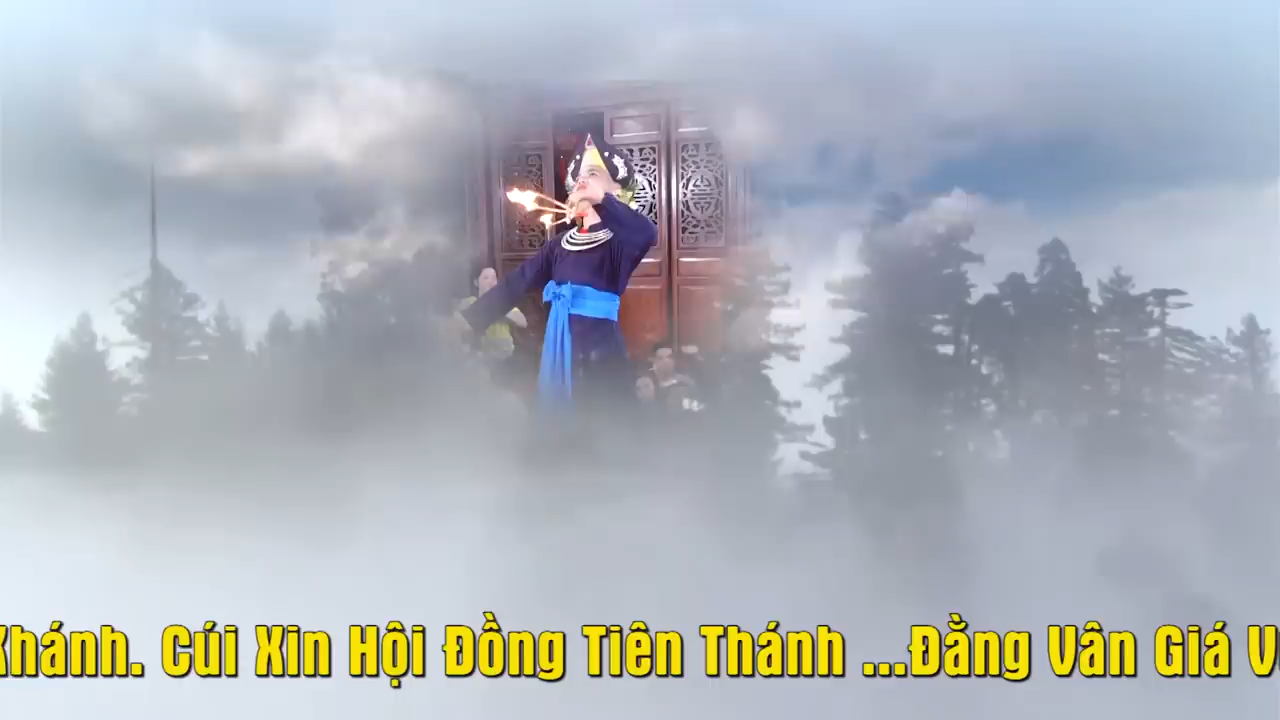 Khánh. Cúi Xin Hội Đồng Tiên Thánh ...Đằng Vân Giá V